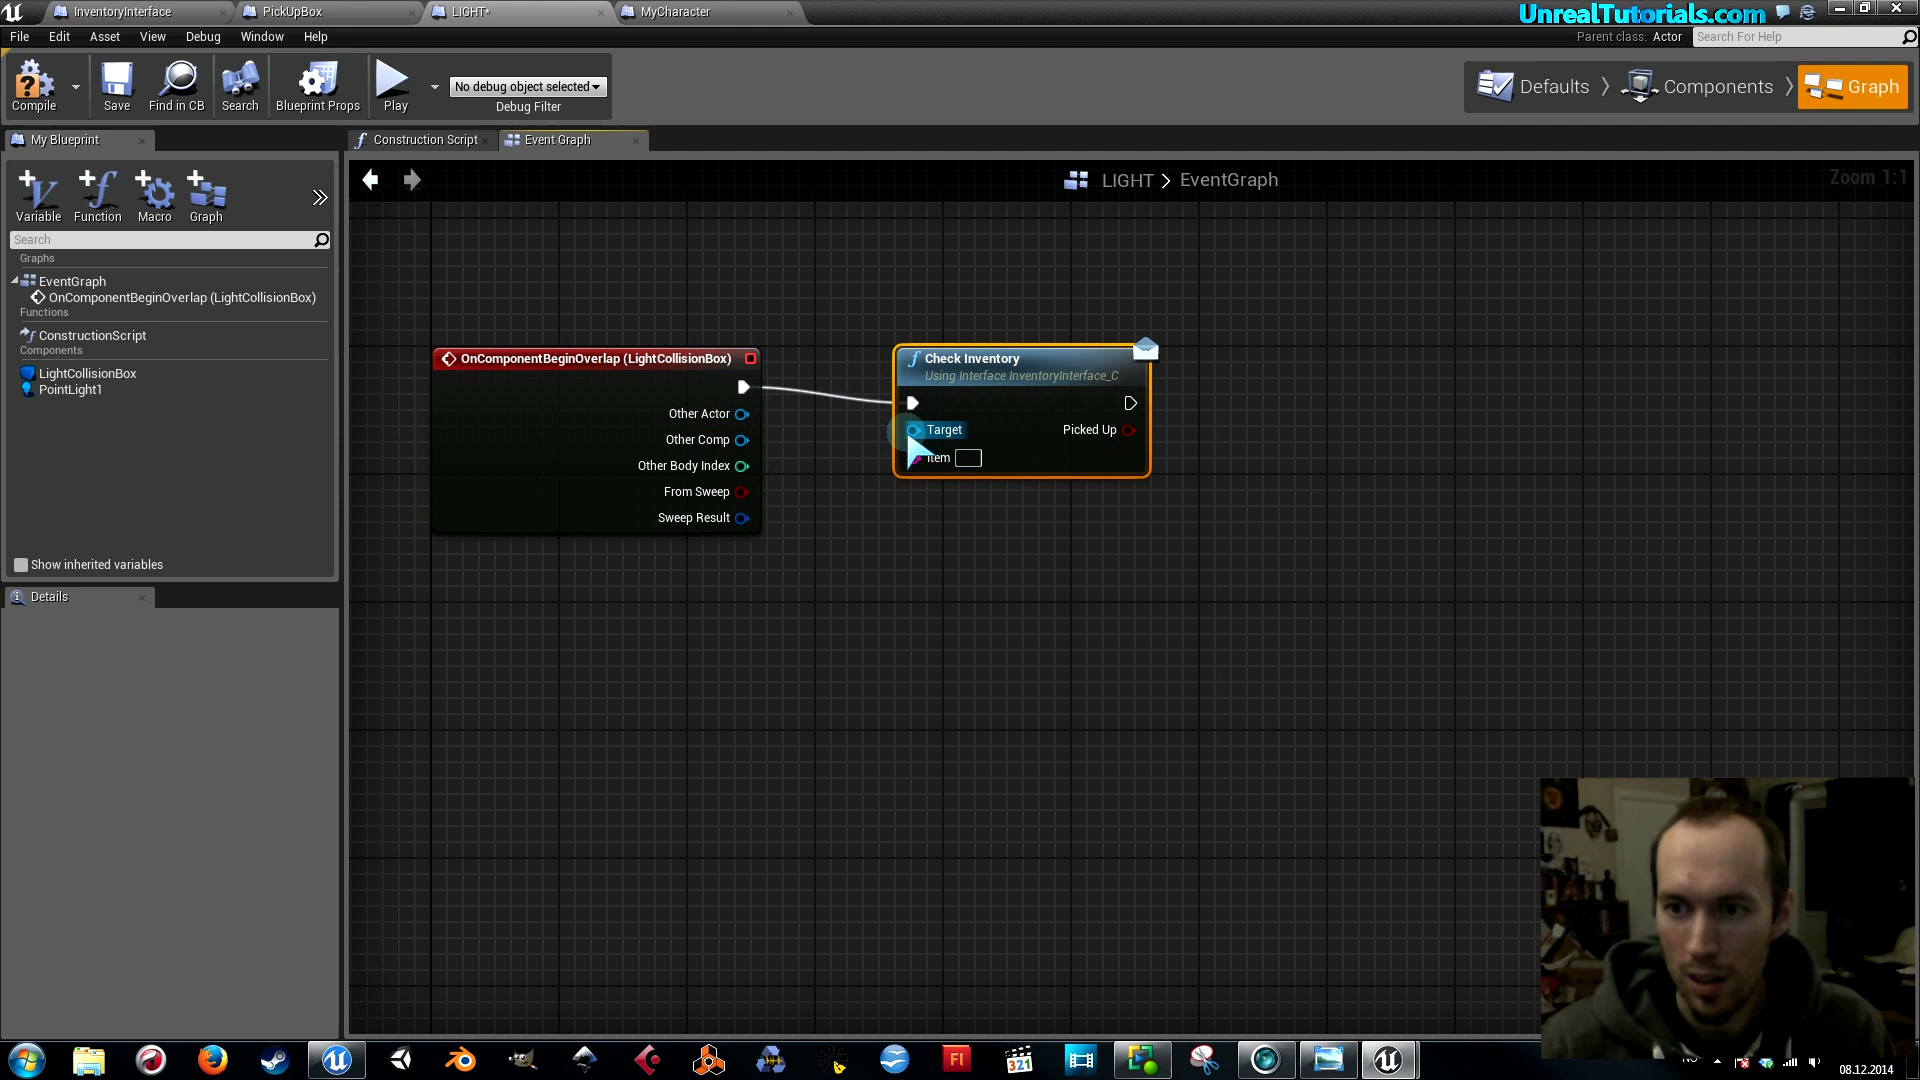 InventoryInterface
PickUpBox
LIGHT*
MyCharacter
UnrealTutorials.com
File Edit Asset View Debug Window Help
Parent class: Actor
Search For Help
Compile
Save
Find in CB
Search
Blueprint Props
Play
No debug object selected
Debug Filter
Defaults
Components
Graph
My Blueprint
Construction Script
Event Graph
LIGHT > EventGraph
Zoom 1:1
Variable
Function
Macro
Graph
Search
Graphs
EventGraph
OnComponentBeginOverlap (LightCollisionBox)
Functions
ConstructionScript
Components
LightCollisionBox
PointLight1
Show inherited variables
Details
OnComponentBeginOverlap (LightCollisionBox)
Other Actor
Other Comp
Other Body Index
From Sweep
Sweep Result
Check Inventory
Using Interface InventoryInterface_C
Target
Picked Up
Item
Fl
321
08.12.2014